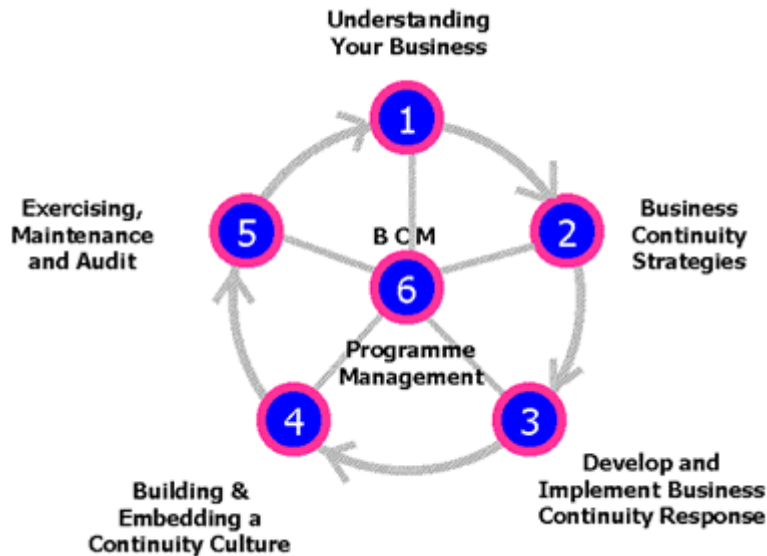 Understanding
Your Business
1
2
Business
Continuity
Strategies
3
Develop and
Implement Business
Continuity Response
4
Building &
Embedding a
Continuity Culture
5
Exercising,
Maintenance
and Audit
B C M
6
Programme
Management